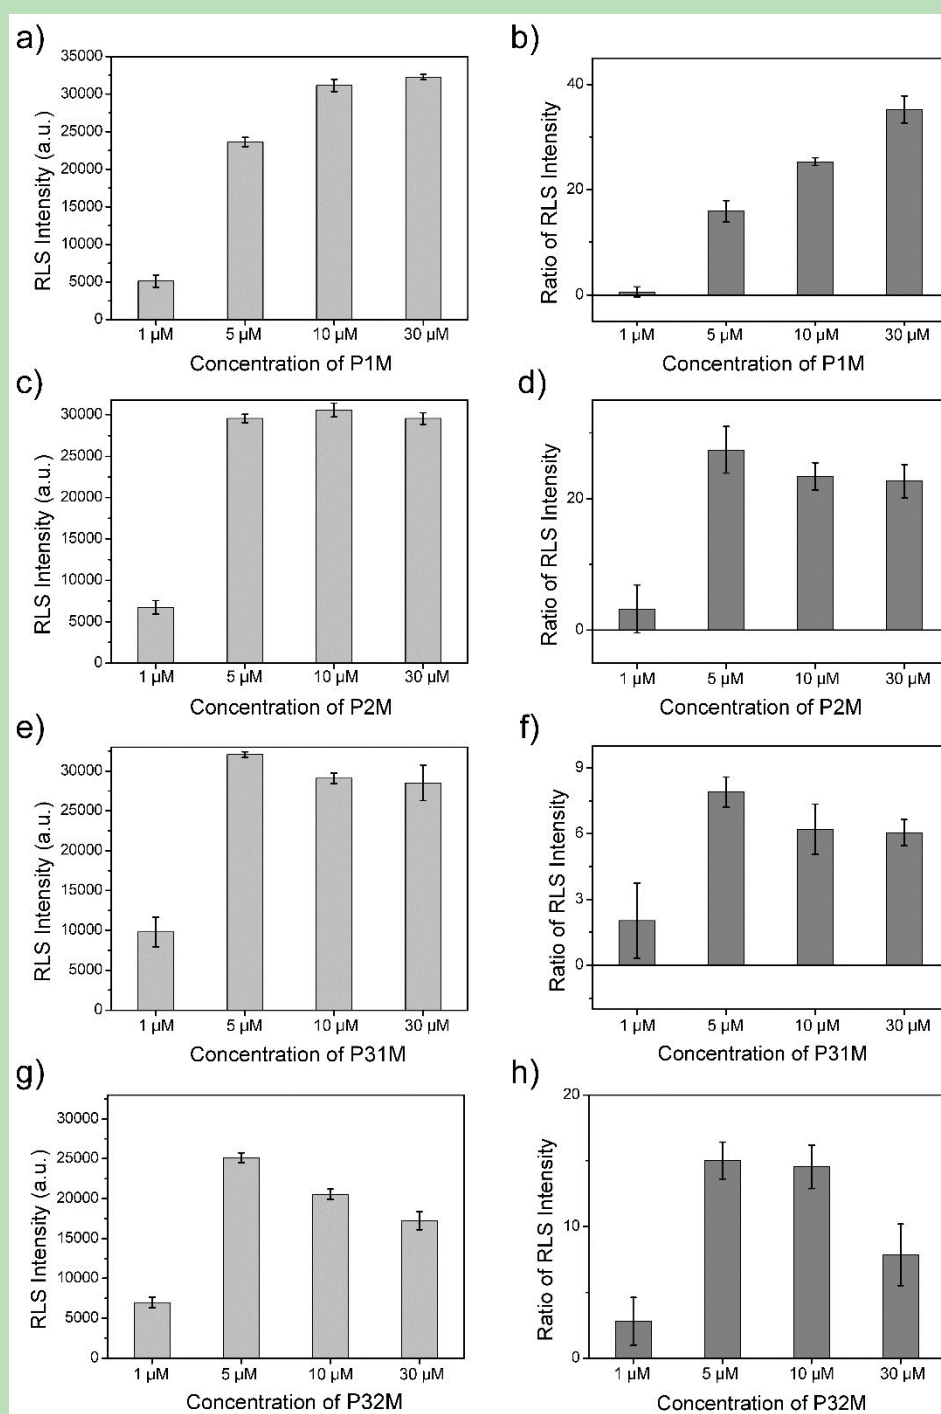 a)
35000
30000
25000
20000
15000
10000
5000
0
RLS Intensity (a.u.)
1 µM 5 µM 10 µM 30 µM
Concentration of P1M
b)
40
20
0
Ratio of RLS Intensity
1 µM 5 µM 10 µM 30 µM
Concentration of P1M
c)
30000
25000
20000
15000
10000
5000
0
RLS Intensity (a.u.)
1 µM 5 µM 10 µM 30 µM
Concentration of P2M
d)
20
0
Ratio of RLS Intensity
1 µM 5 µM 10 µM 30 µM
Concentration of P2M
e)
30000
25000
20000
15000
10000
5000
0
RLS Intensity (a.u.)
1 µM 5 µM 10 µM 30 µM
Concentration of P31M
f)
9
6
3
0
Ratio of RLS Intensity
1 µM 5 µM 10 µM 30 µM
Concentration of P31M
g)
30000
25000
20000
15000
10000
5000
0
RLS Intensity (a.u.)
1 µM 5 µM 10 µM 30 µM
Concentration of P32M
h)
20
10
0
Ratio of RLS Intensity
1 µM 5 µM 10 µM 30 µM
Concentration of P32M